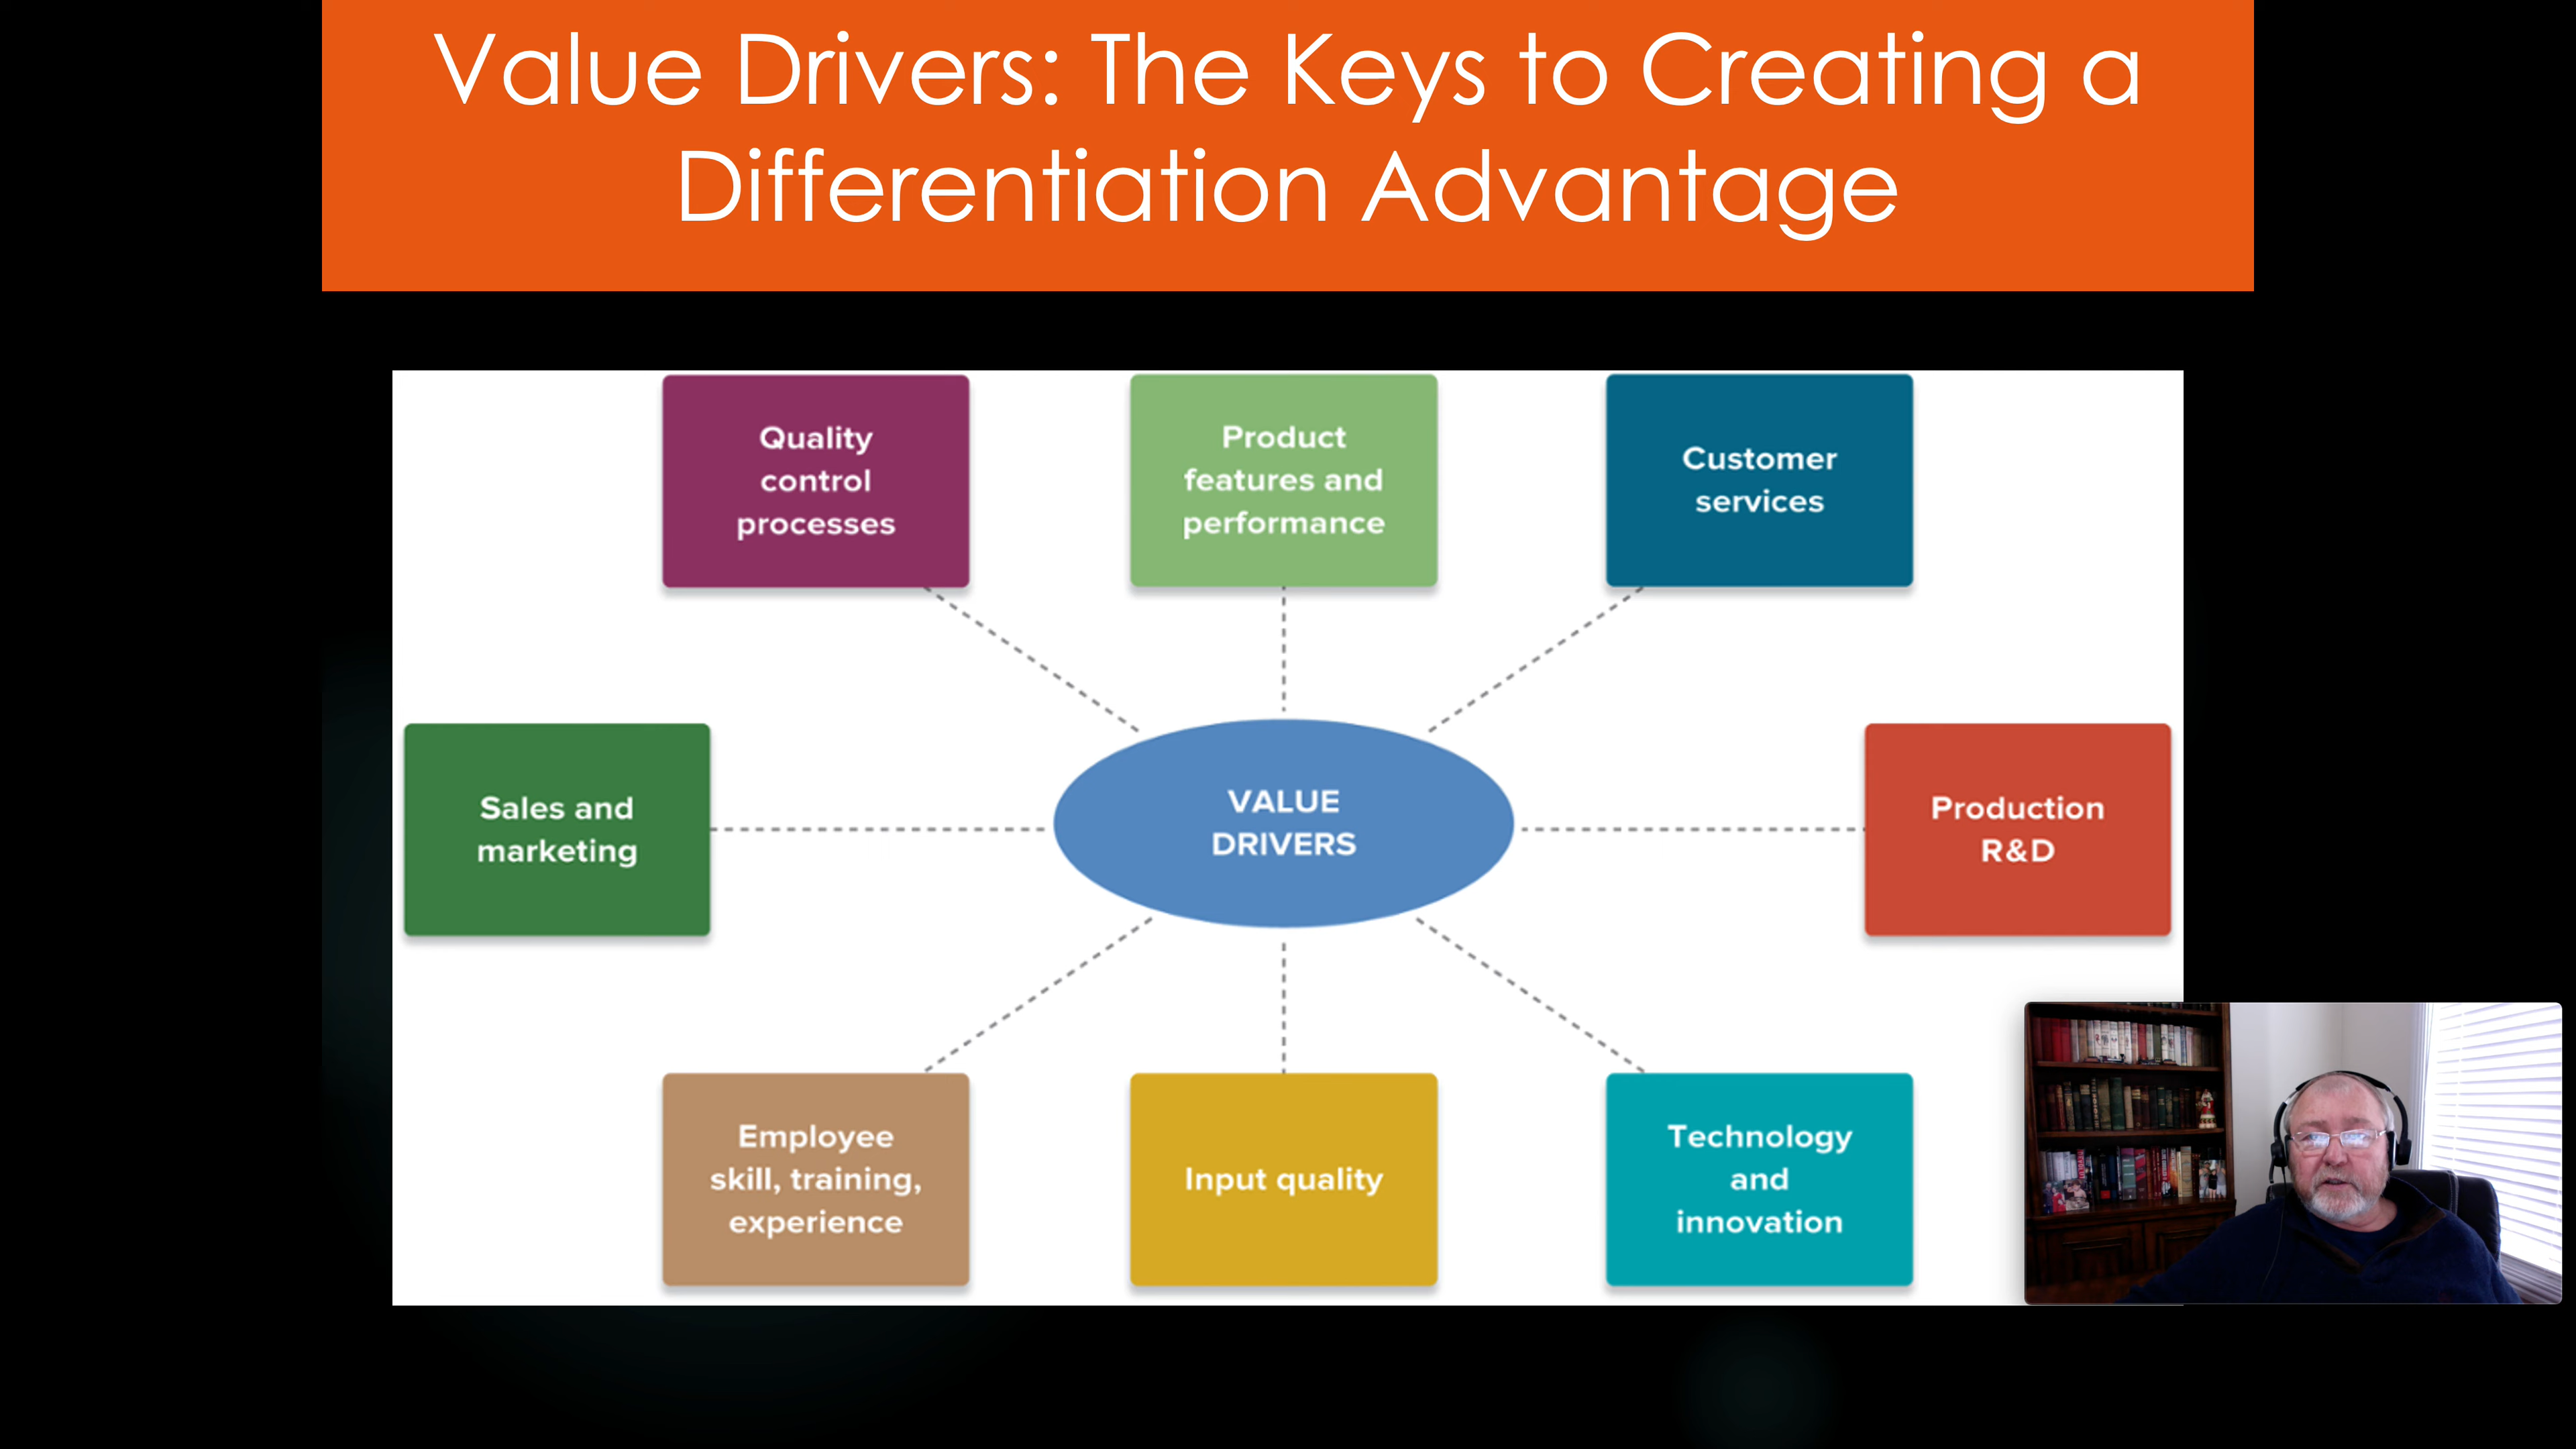 Value Drivers: The Keys to Creating a
Differentiation Advantage
Quality
control
processes
Product
features and
performance
Customer
services
Sales and
marketing
VALUE
DRIVERS
Production
R&D
Employee
skill, training,
experience
Input quality
Technology
and
innovation